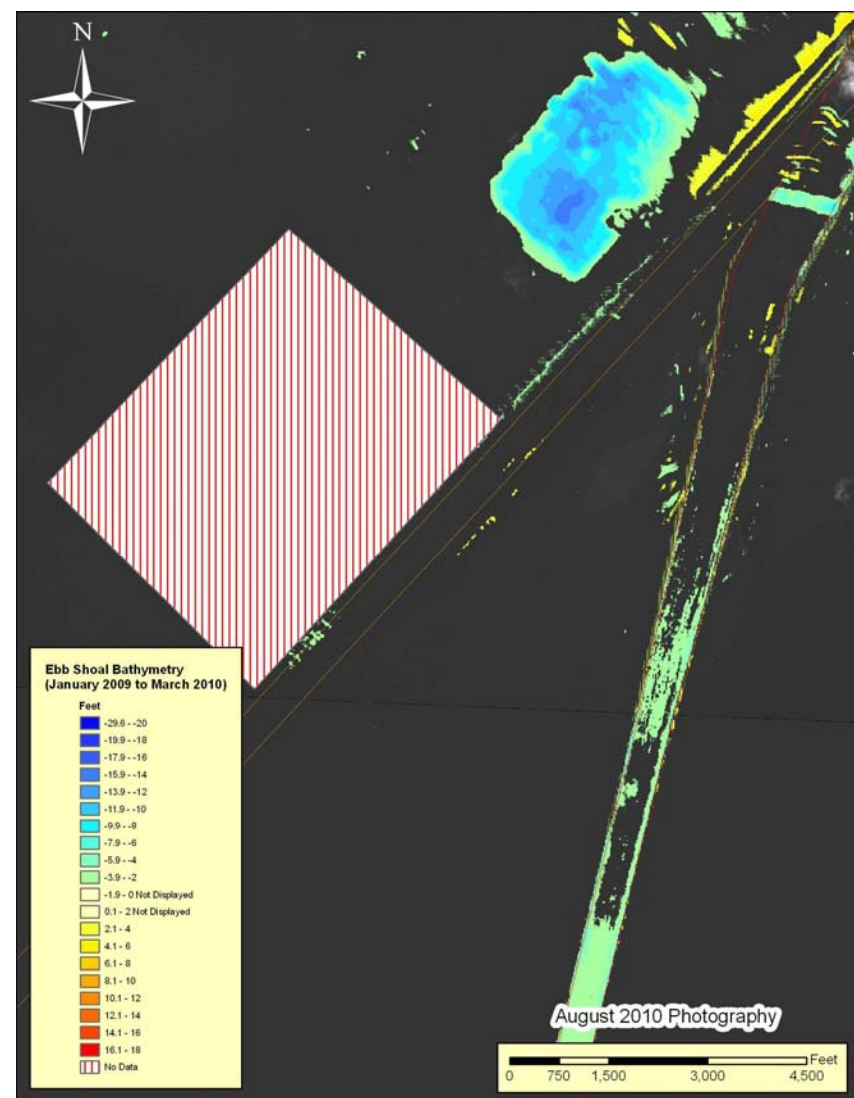 N
Ebb Shoal Bathymetry
(January 2009 to March 2010)
Feet
-29.6 - -20
-19.9 - -18
-17.9 - -16
-15.9 - -14
-13.9 - -12
-11.9 - -10
-9.9 - -8
-7.9 - -6
-5.9 - -4
-3.9 - -2
-1.9 - 0 Not Displayed
0.1 - 2 Not Displayed
2.1 - 4
4.1 - 6
6.1 - 8
8.1 - 10
10.1 - 12
12.1 - 14
14.1 - 16
16.1 - 18
No Data
August 2010 Photography
Feet
0 750 1,500 3,000 4,500